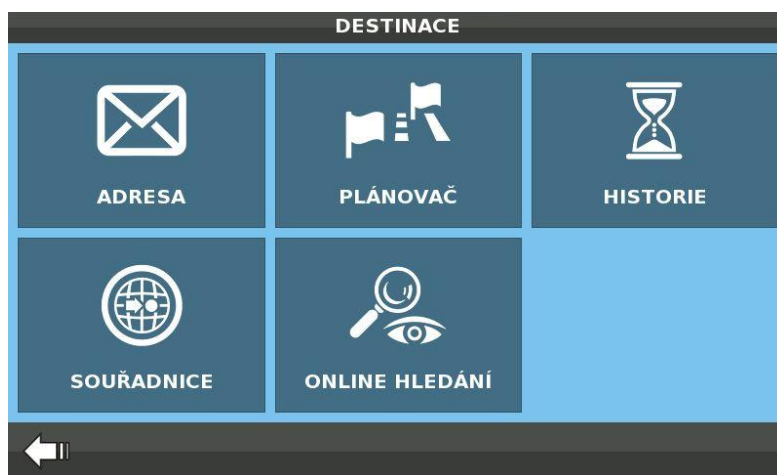 DESTINACE
ADRESA
PLÁNOVAČ
HISTORIE
SOUŘADNICE
ONLINE HLEDÁNÍ